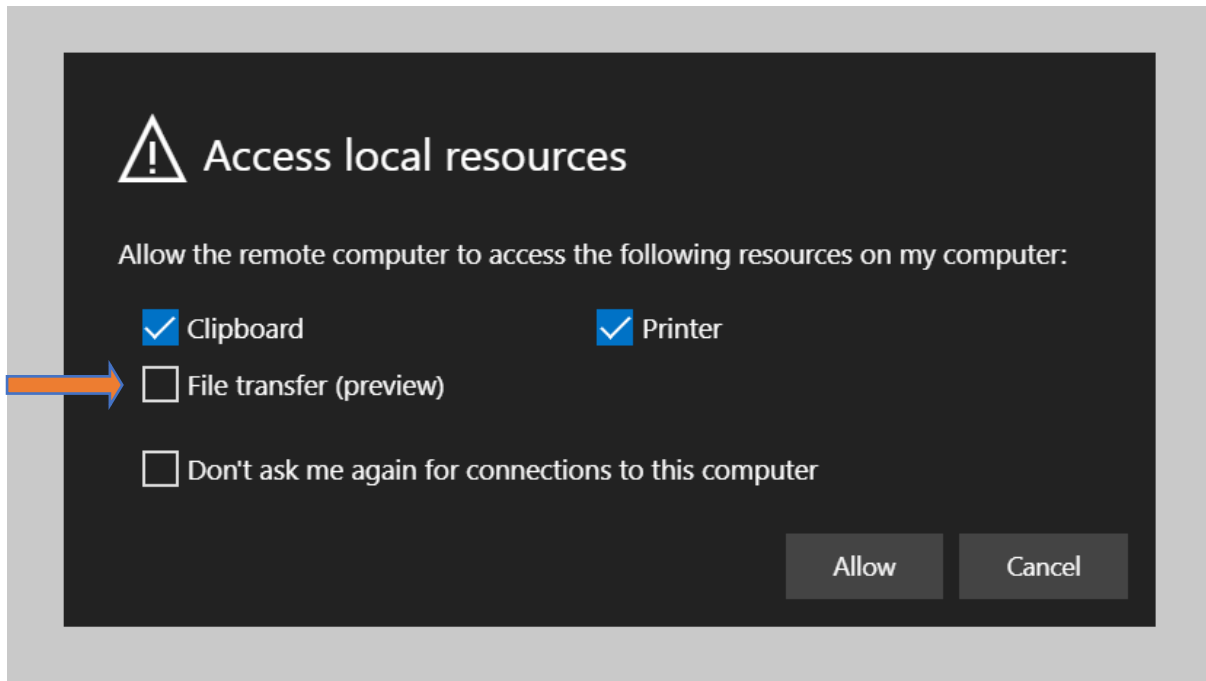 Access local resources
Allow the remote computer to access the following resources on my computer:
Clipboard Printer
File transfer (preview)
Don't ask me again for connections to this computer
Allow Cancel